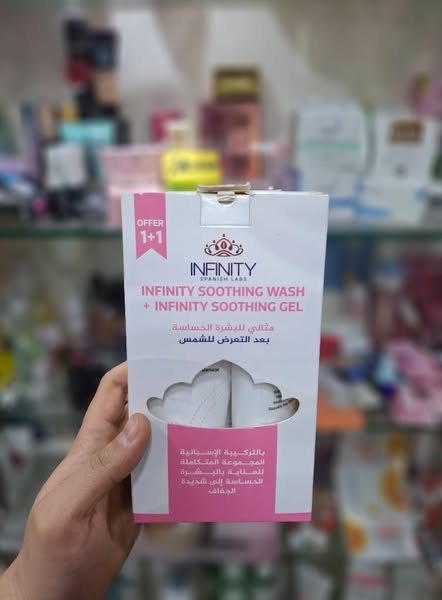 OFFER
1+1
INFINITY
SPANISH LABS
INFINITY SOOTHING WASH
+ INFINITY SOOTHING GEL
مثالي للبشرة الحساسة
بعد التعرض للشمس
بالتركيبة الإسبانية
المجموعة المتكاملة
للعناية بالبشرة
الحساسة إلى شديدة
الجفاف